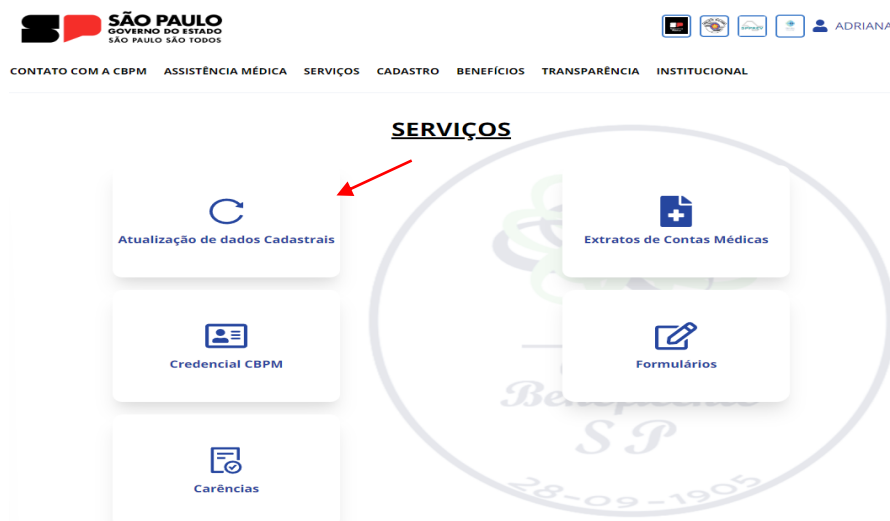 SÃO PAULO
GOVERNO DO ESTADO
SÃO PAULO SÃO TODOS
ADRIANA
CONTATO COM A CBPM ASSISTÊNCIA MÉDICA SERVIÇOS CADASTRO BENEFÍCIOS TRANSPARÊNCIA INSTITUCIONAL
SERVIÇOS
Atualização de dados Cadastrais
Extratos de Contas Médicas
Credencial CBPM
Formulários
S P
Carências
28-09-1905